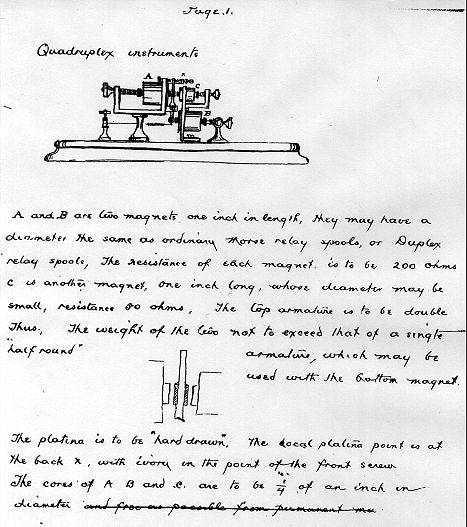 Page. 1.
Quadruplex instruments
A
x
C
B
A and B are two magnets one inch in length, they may have a
diameter the same as ordinary morse relay spools, or Duplex
relay spools, The resistance of each magnet. is to be 200 ohms
C is another magnet, one inch long, whose diameter may be
small, resistance 80 ohms, The top armature is to be double
Thus, The weight of the two not to exceed that of a single
"half round" armature, which may be
used with the bottom magnet.
The platina is to be "hard drawn", The local platina point is at
the back X, with ivory in the point of the front screw
The cores of A B and C. are to be 1/4 of an inch in
diameter and free as possible from permanent ma